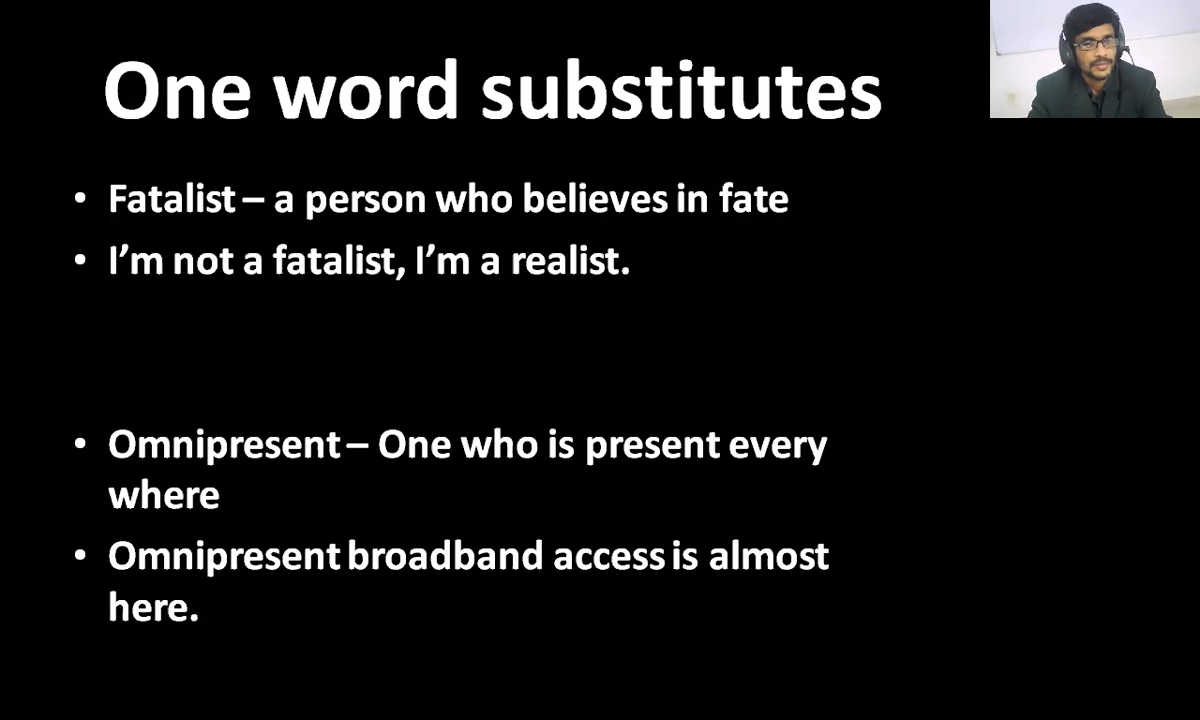 One word substitutes
• Fatalist – a person who believes in fate
• I’m not a fatalist, I’m a realist.
• Omnipresent – One who is present every
where
• Omnipresent broadband access is almost
here.